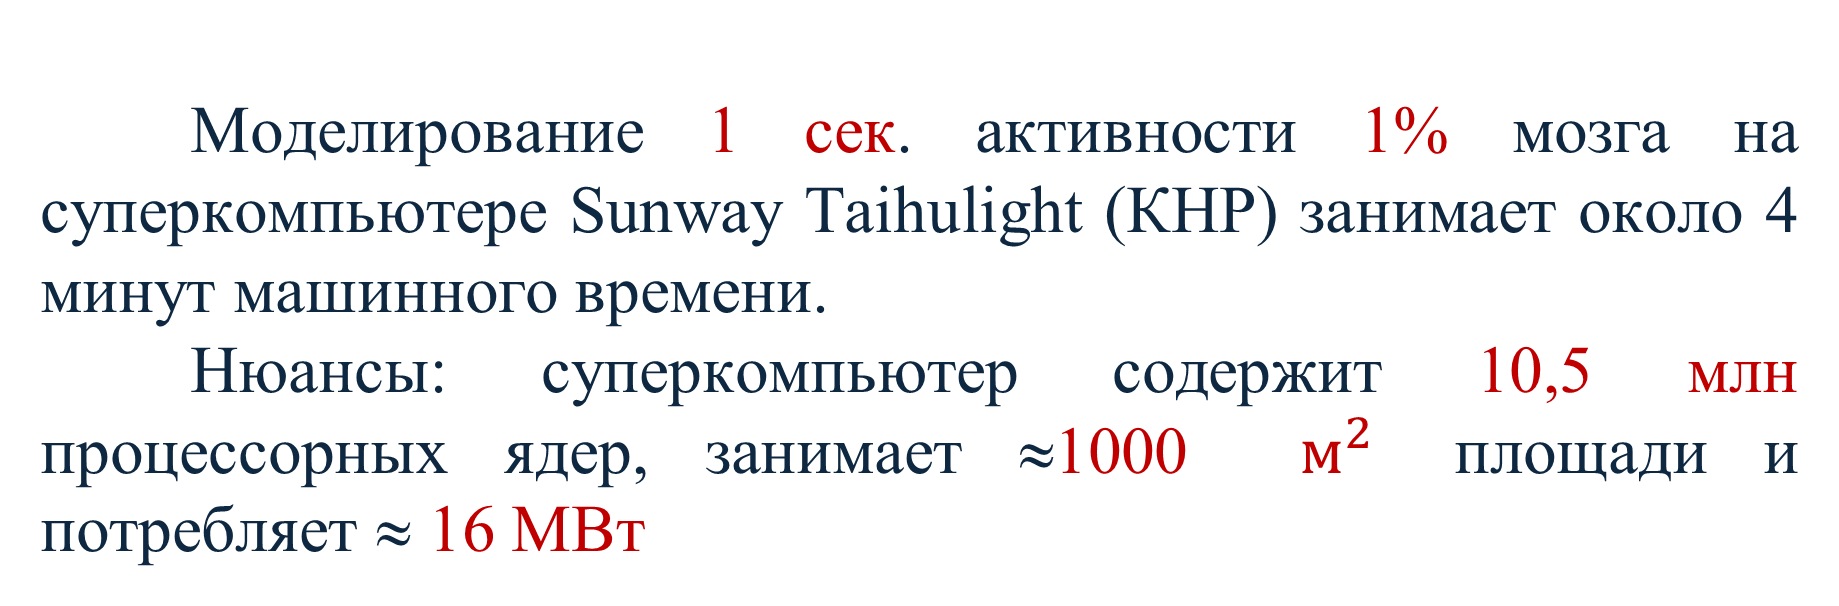 Моделирование 1 сек. активности 1% мозга на
суперкомпьютере Sunway Taihulight (КНР) занимает около 4
минут машинного времени.
Нюансы: суперкомпьютер содержит 10,5 млн
процессорных ядер, занимает ≈1000 м² площади и
потребляет ≈ 16 МВт